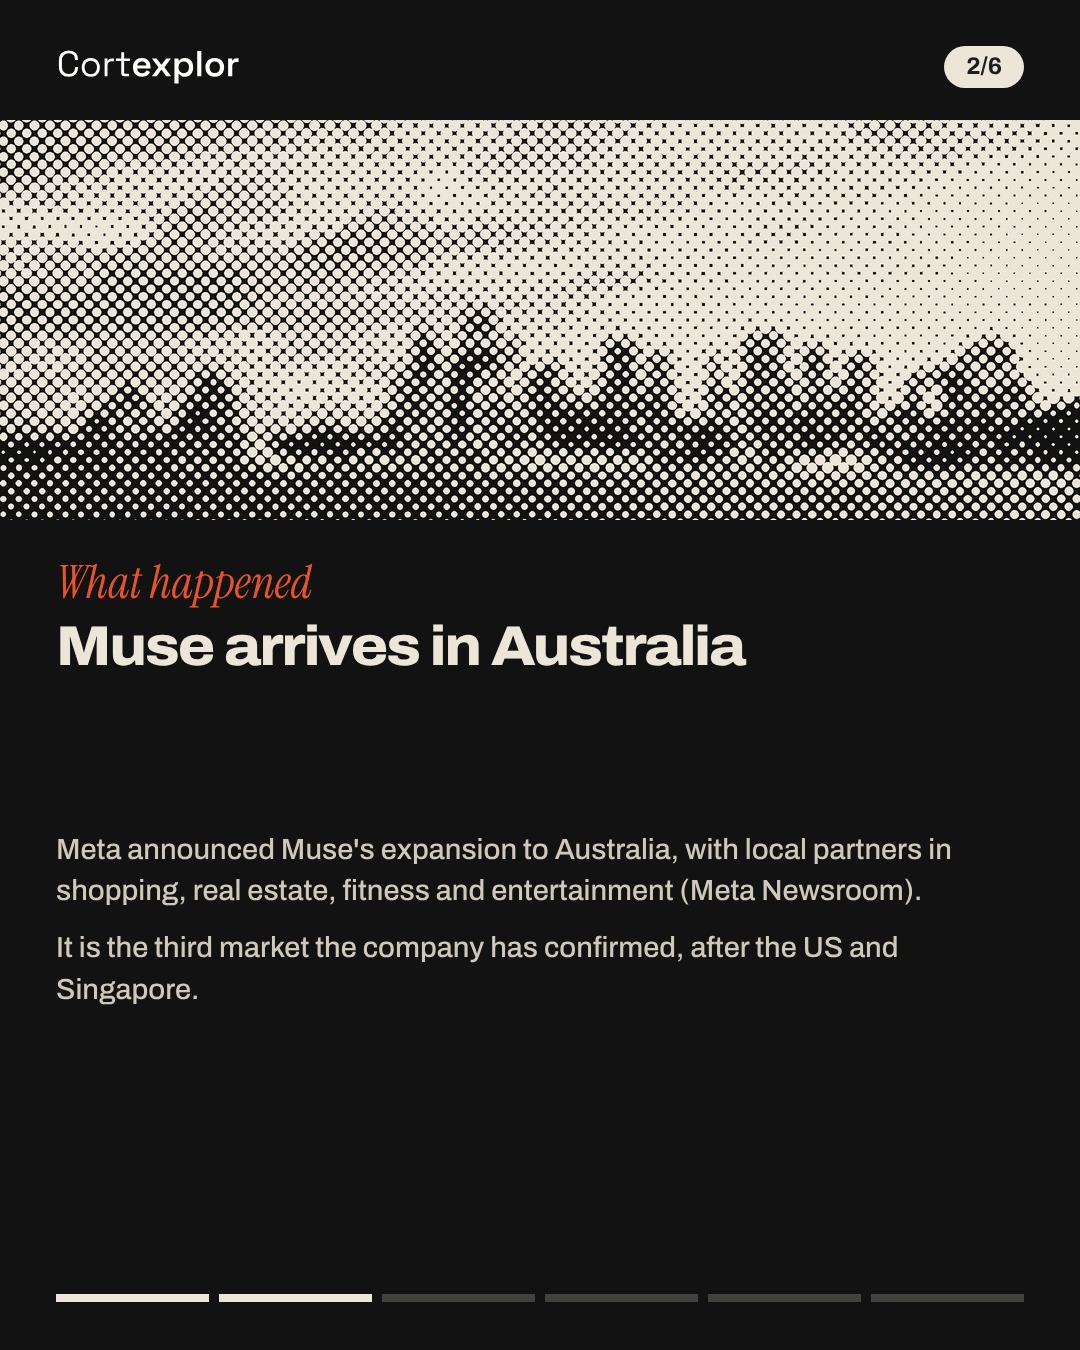 Cortexplor
2/6
What happened
Muse arrives in Australia
Meta announced Muse's expansion to Australia, with local partners in
shopping, real estate, fitness and entertainment (Meta Newsroom).
It is the third market the company has confirmed, after the US and
Singapore.